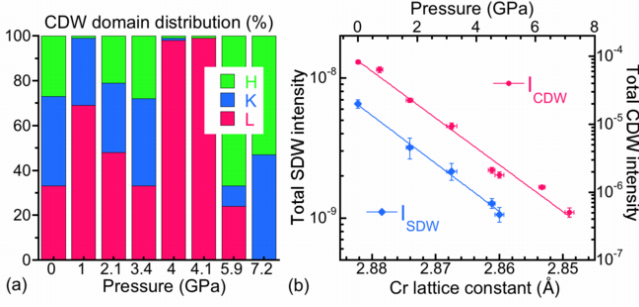 CDW domain distribution (%)
100
80
60
40
20
0
H
K
L
0 1 2.1 3.4 4 4.1 5.9 7.2
(a) Pressure (GPa)
Pressure (GPa)
0 2 4 6 8
Total SDW intensity
10^-8
10^-9
I_CDW
I_SDW
10^-4
10^-5
10^-6
10^-7
Total CDW intensity
2.88 2.87 2.86 2.85
(b) Cr lattice constant (Å)